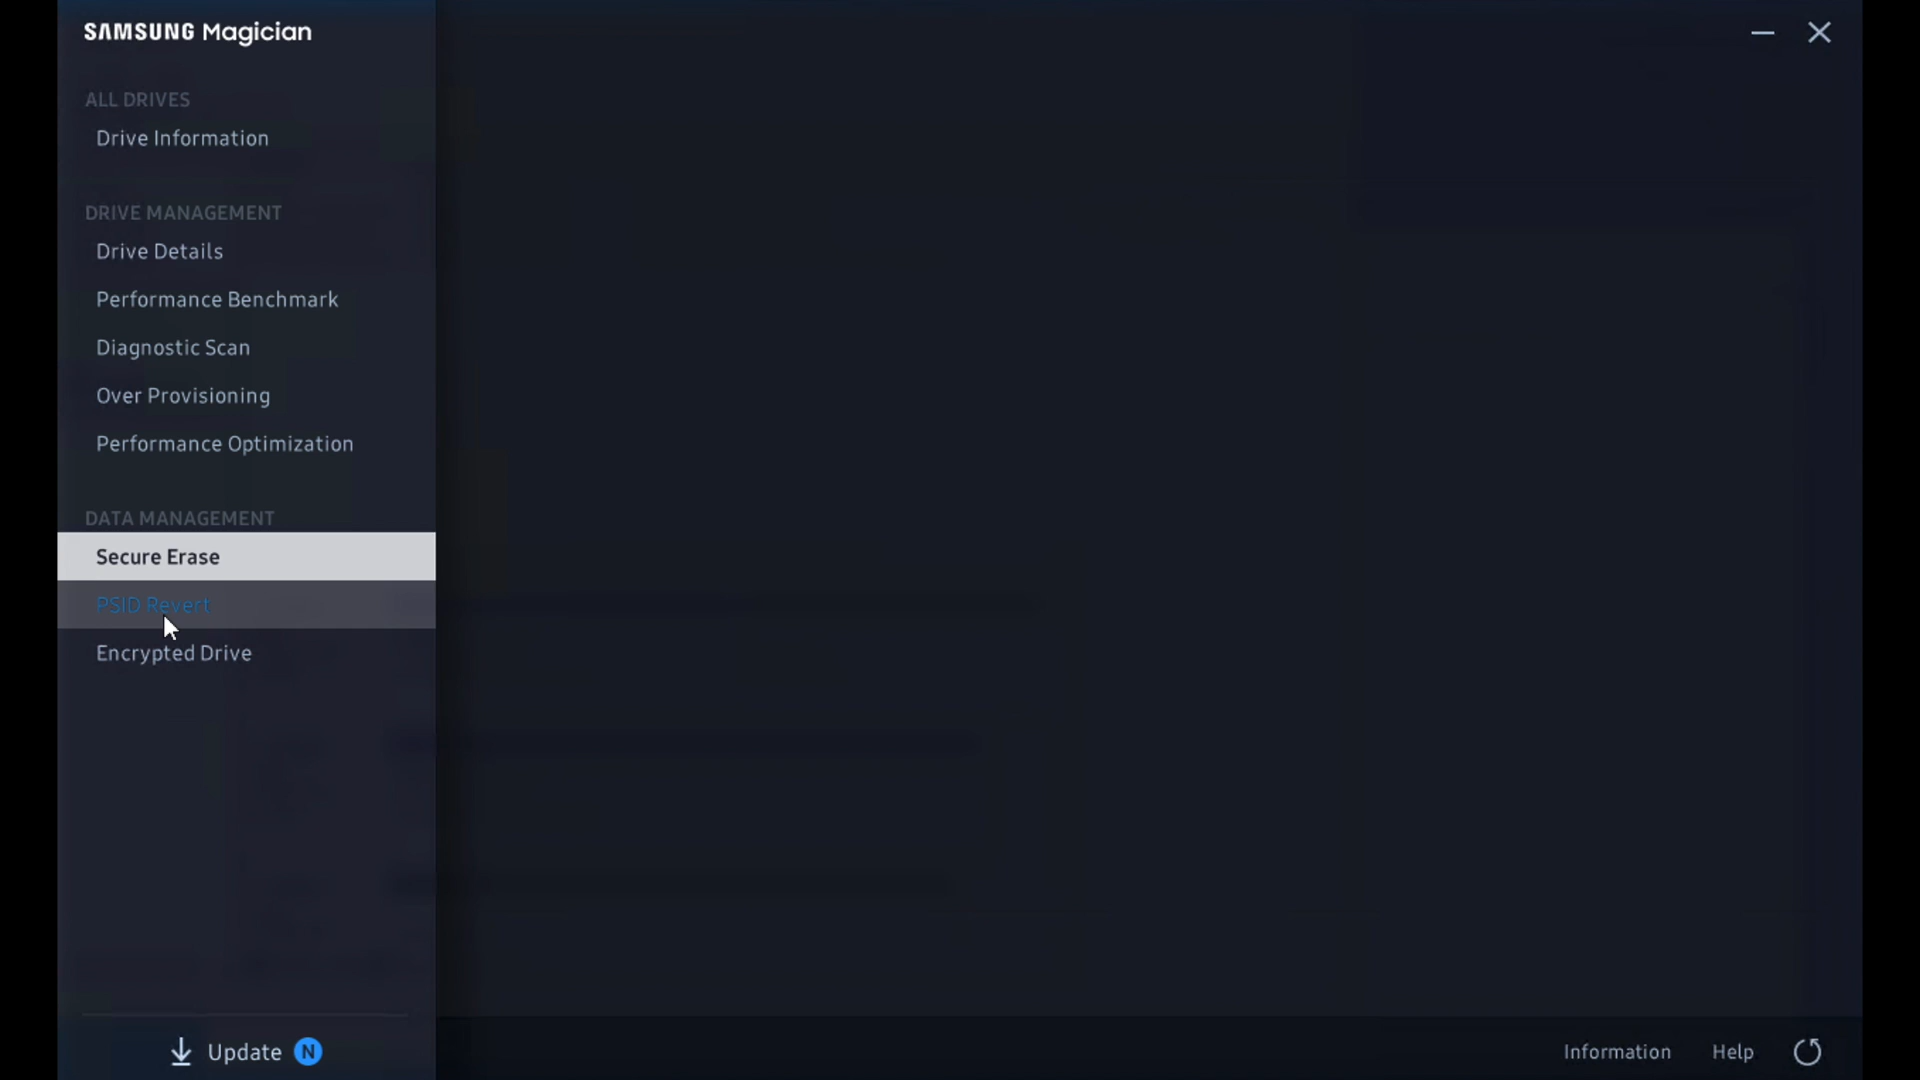 SAMSUNG Magician
ALL DRIVES
Drive Information
DRIVE MANAGEMENT
Drive Details
Performance Benchmark
Diagnostic Scan
Over Provisioning
Performance Optimization
DATA MANAGEMENT
Secure Erase
PSID Revert
Encrypted Drive
Update N
Information Help